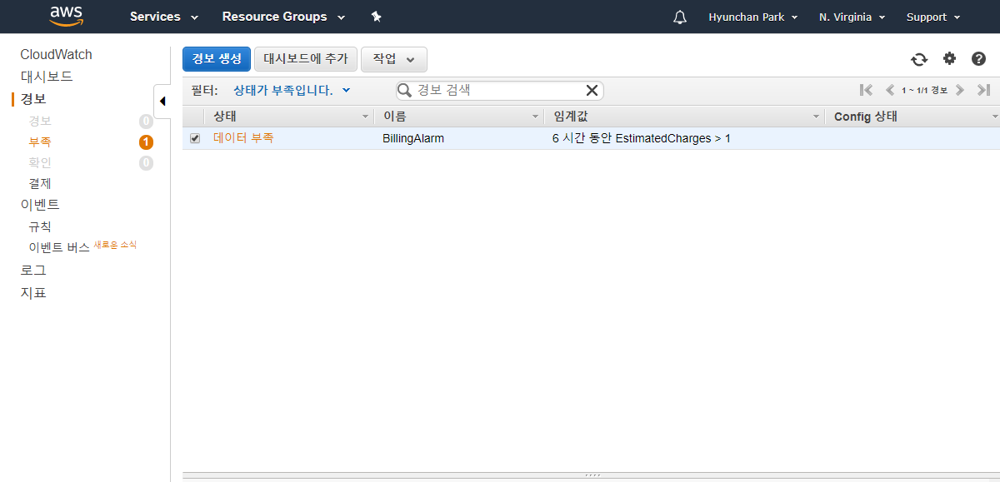 aws Services Resource Groups Hyunchan Park N. Virginia Support
CloudWatch
대시보드
경보
경보 0
부족 1
확인 0
결제
이벤트
규칙
이벤트 버스 새로운 소식
로그
지표
경보 생성 대시보드에 추가 작업
필터: 상태가 부족입니다. 경보 검색 1 ~ 1/1 경보
상태 이름 임계값 Config 상태
데이터 부족 BillingAlarm 6 시간 동안 EstimatedCharges > 1